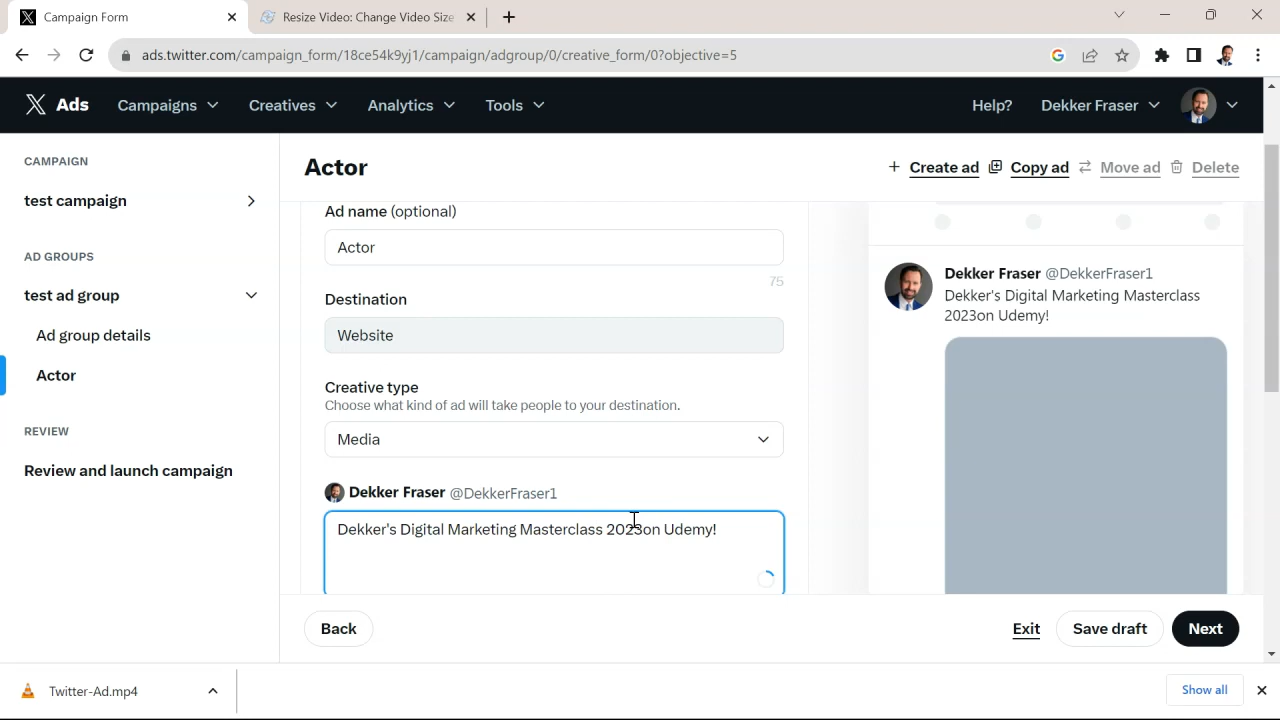 Campaign Form
Resize Video: Change Video Size
ads.twitter.com/campaign_form/18ce54k9yj1/campaign/adgroup/0/creative_form/0?objective=5
Ads
Campaigns
Creatives
Analytics
Tools
Help?
Dekker Fraser
CAMPAIGN
test campaign
AD GROUPS
test ad group
Ad group details
Actor
REVIEW
Review and launch campaign
Actor
+ Create ad
Copy ad
Move ad
Delete
Ad name (optional)
Actor
75
Destination
Website
Creative type
Choose what kind of ad will take people to your destination.
Media
Dekker Fraser @DekkerFraser1
Dekker's Digital Marketing Masterclass 2023on Udemy!
Dekker Fraser @DekkerFraser1
Dekker's Digital Marketing Masterclass
2023on Udemy!
Back
Exit
Save draft
Next
Twitter-Ad.mp4
Show all